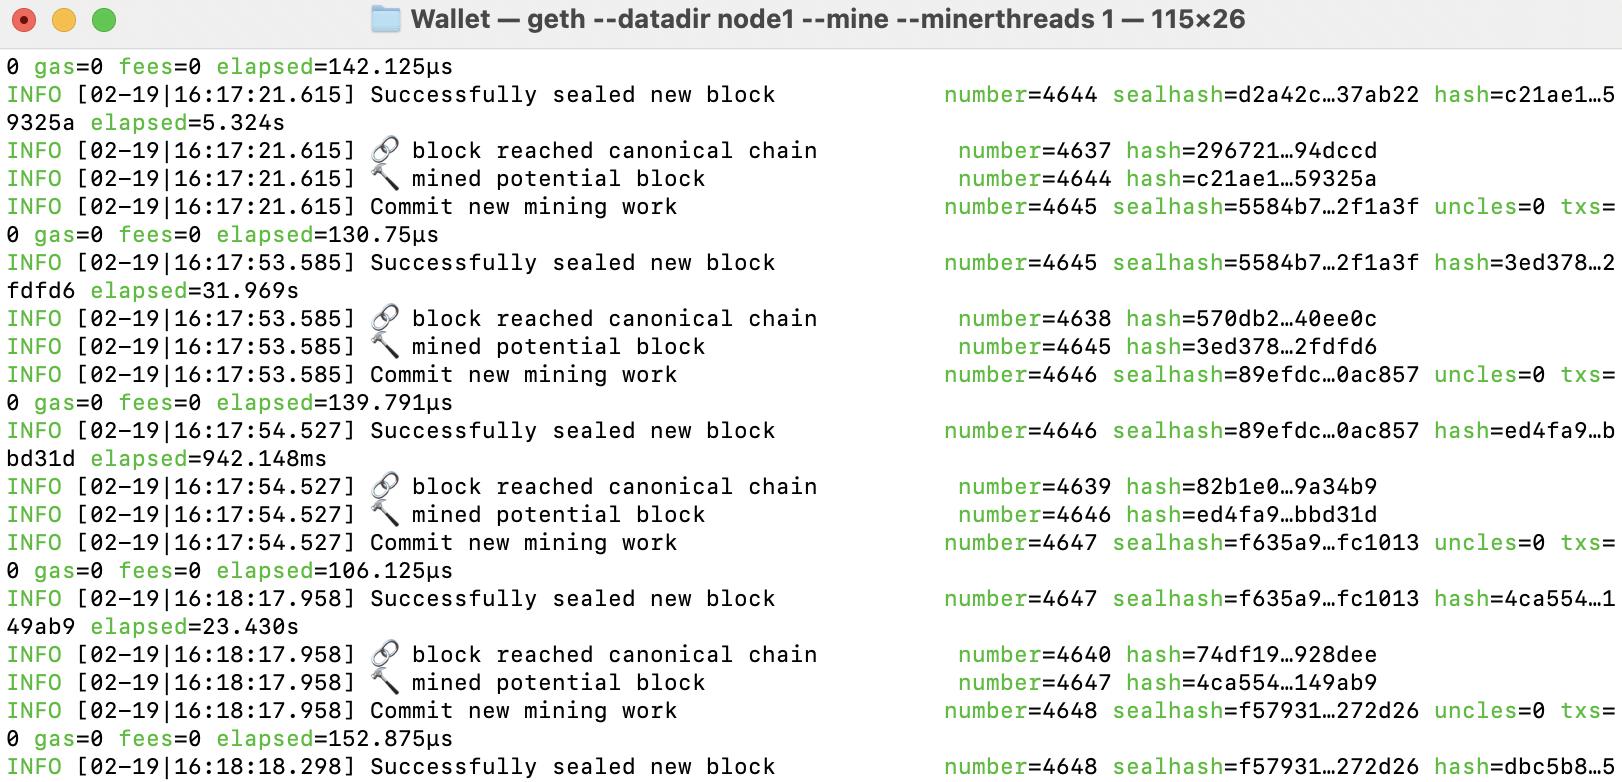 Wallet — geth --datadir node1 --mine --minerthreads 1 — 115×26
0 gas=0 fees=0 elapsed=142.125µs
INFO [02-19|16:17:21.615] Successfully sealed new block number=4644 sealhash=d2a42c…37ab22 hash=c21ae1…5
9325a elapsed=5.324s
INFO [02-19|16:17:21.615] 🔗 block reached canonical chain number=4637 hash=296721…94dccd
INFO [02-19|16:17:21.615] 🔨 mined potential block number=4644 hash=c21ae1…59325a
INFO [02-19|16:17:21.615] Commit new mining work number=4645 sealhash=5584b7…2f1a3f uncles=0 txs=
0 gas=0 fees=0 elapsed=130.75µs
INFO [02-19|16:17:53.585] Successfully sealed new block number=4645 sealhash=5584b7…2f1a3f hash=3ed378…2
fdfd6 elapsed=31.969s
INFO [02-19|16:17:53.585] 🔗 block reached canonical chain number=4638 hash=570db2…40ee0c
INFO [02-19|16:17:53.585] 🔨 mined potential block number=4645 hash=3ed378…2fdfd6
INFO [02-19|16:17:53.585] Commit new mining work number=4646 sealhash=89efdc…0ac857 uncles=0 txs=
0 gas=0 fees=0 elapsed=139.791µs
INFO [02-19|16:17:54.527] Successfully sealed new block number=4646 sealhash=89efdc…0ac857 hash=ed4fa9…b
bd31d elapsed=942.148ms
INFO [02-19|16:17:54.527] 🔗 block reached canonical chain number=4639 hash=82b1e0…9a34b9
INFO [02-19|16:17:54.527] 🔨 mined potential block number=4646 hash=ed4fa9…bbd31d
INFO [02-19|16:17:54.527] Commit new mining work number=4647 sealhash=f635a9…fc1013 uncles=0 txs=
0 gas=0 fees=0 elapsed=106.125µs
INFO [02-19|16:18:17.958] Successfully sealed new block number=4647 sealhash=f635a9…fc1013 hash=4ca554…1
49ab9 elapsed=23.430s
INFO [02-19|16:18:17.958] 🔗 block reached canonical chain number=4640 hash=74df19…928dee
INFO [02-19|16:18:17.958] 🔨 mined potential block number=4647 hash=4ca554…149ab9
INFO [02-19|16:18:17.958] Commit new mining work number=4648 sealhash=f57931…272d26 uncles=0 txs=
0 gas=0 fees=0 elapsed=152.875µs
INFO [02-19|16:18:18.298] Successfully sealed new block number=4648 sealhash=f57931…272d26 hash=dbc5b8…5